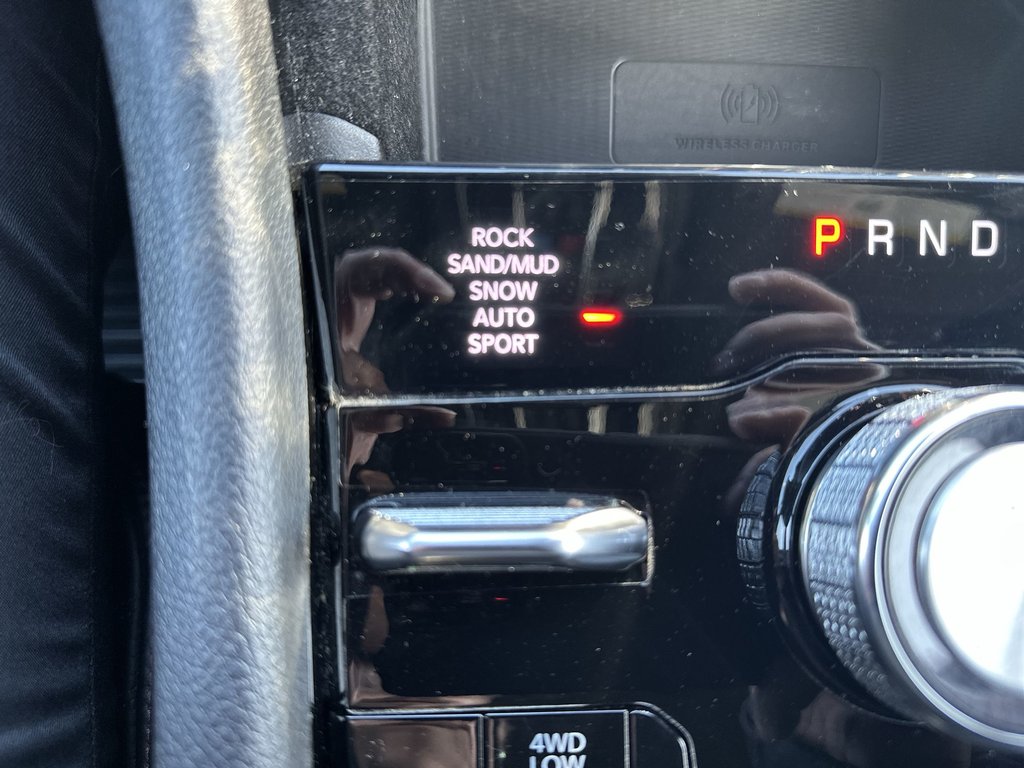 WIRELESS CHARGER
ROCK
SAND/MUD
SNOW
AUTO
SPORT
P R N D
4WD
LOW